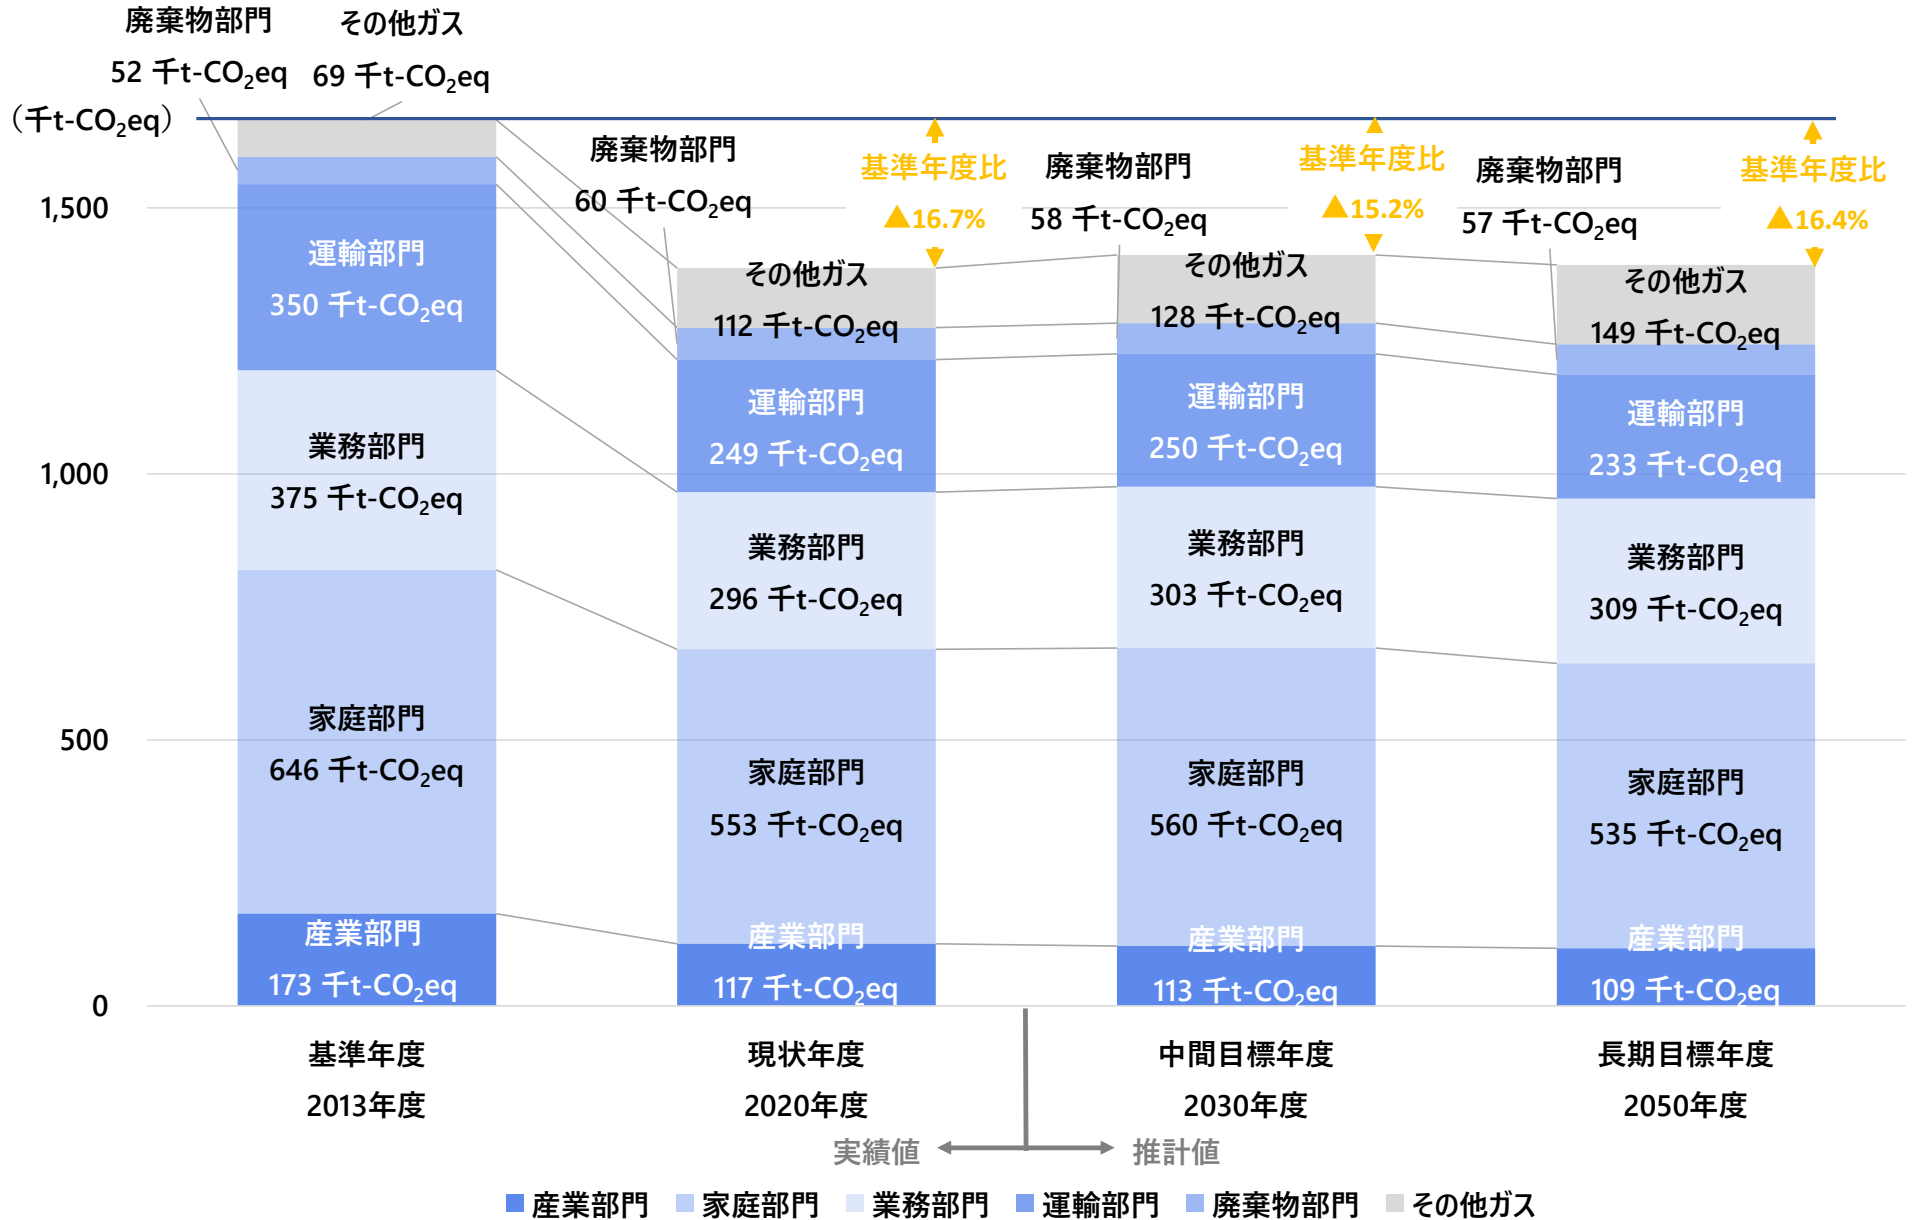 廃棄物部門
52 千t-CO₂eq
その他ガス
69 千t-CO₂eq
(千t-CO₂eq)
1,500
1,000
500
0
運輸部門
350 千t-CO₂eq
業務部門
375 千t-CO₂eq
家庭部門
646 千t-CO₂eq
産業部門
173 千t-CO₂eq
基準年度
2013年度
廃棄物部門
60 千t-CO₂eq
基準年度比
▲16.7%
その他ガス
112 千t-CO₂eq
運輸部門
249 千t-CO₂eq
業務部門
296 千t-CO₂eq
家庭部門
553 千t-CO₂eq
産業部門
117 千t-CO₂eq
現状年度
2020年度
廃棄物部門
58 千t-CO₂eq
基準年度比
▲15.2%
その他ガス
128 千t-CO₂eq
運輸部門
250 千t-CO₂eq
業務部門
303 千t-CO₂eq
家庭部門
560 千t-CO₂eq
産業部門
113 千t-CO₂eq
中間目標年度
2030年度
廃棄物部門
57 千t-CO₂eq
基準年度比
▲16.4%
その他ガス
149 千t-CO₂eq
運輸部門
233 千t-CO₂eq
業務部門
309 千t-CO₂eq
家庭部門
535 千t-CO₂eq
産業部門
109 千t-CO₂eq
長期目標年度
2050年度
実績値
推計値
産業部門 家庭部門 業務部門 運輸部門 廃棄物部門 その他ガス